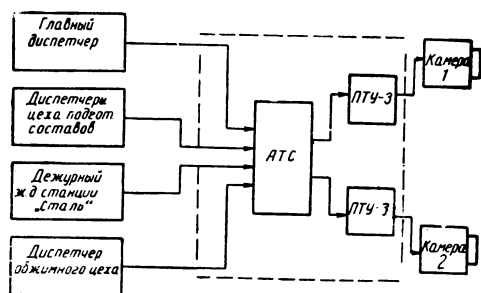 Главный
диспетчер
Диспетчеры
цеха подгот
составов
Дежурный
ж.д станции
„Сталь“
Диспетчер
обжимного цеха
АТС
ПТУ-3
ПТУ-3
Камера
1
Камера
2